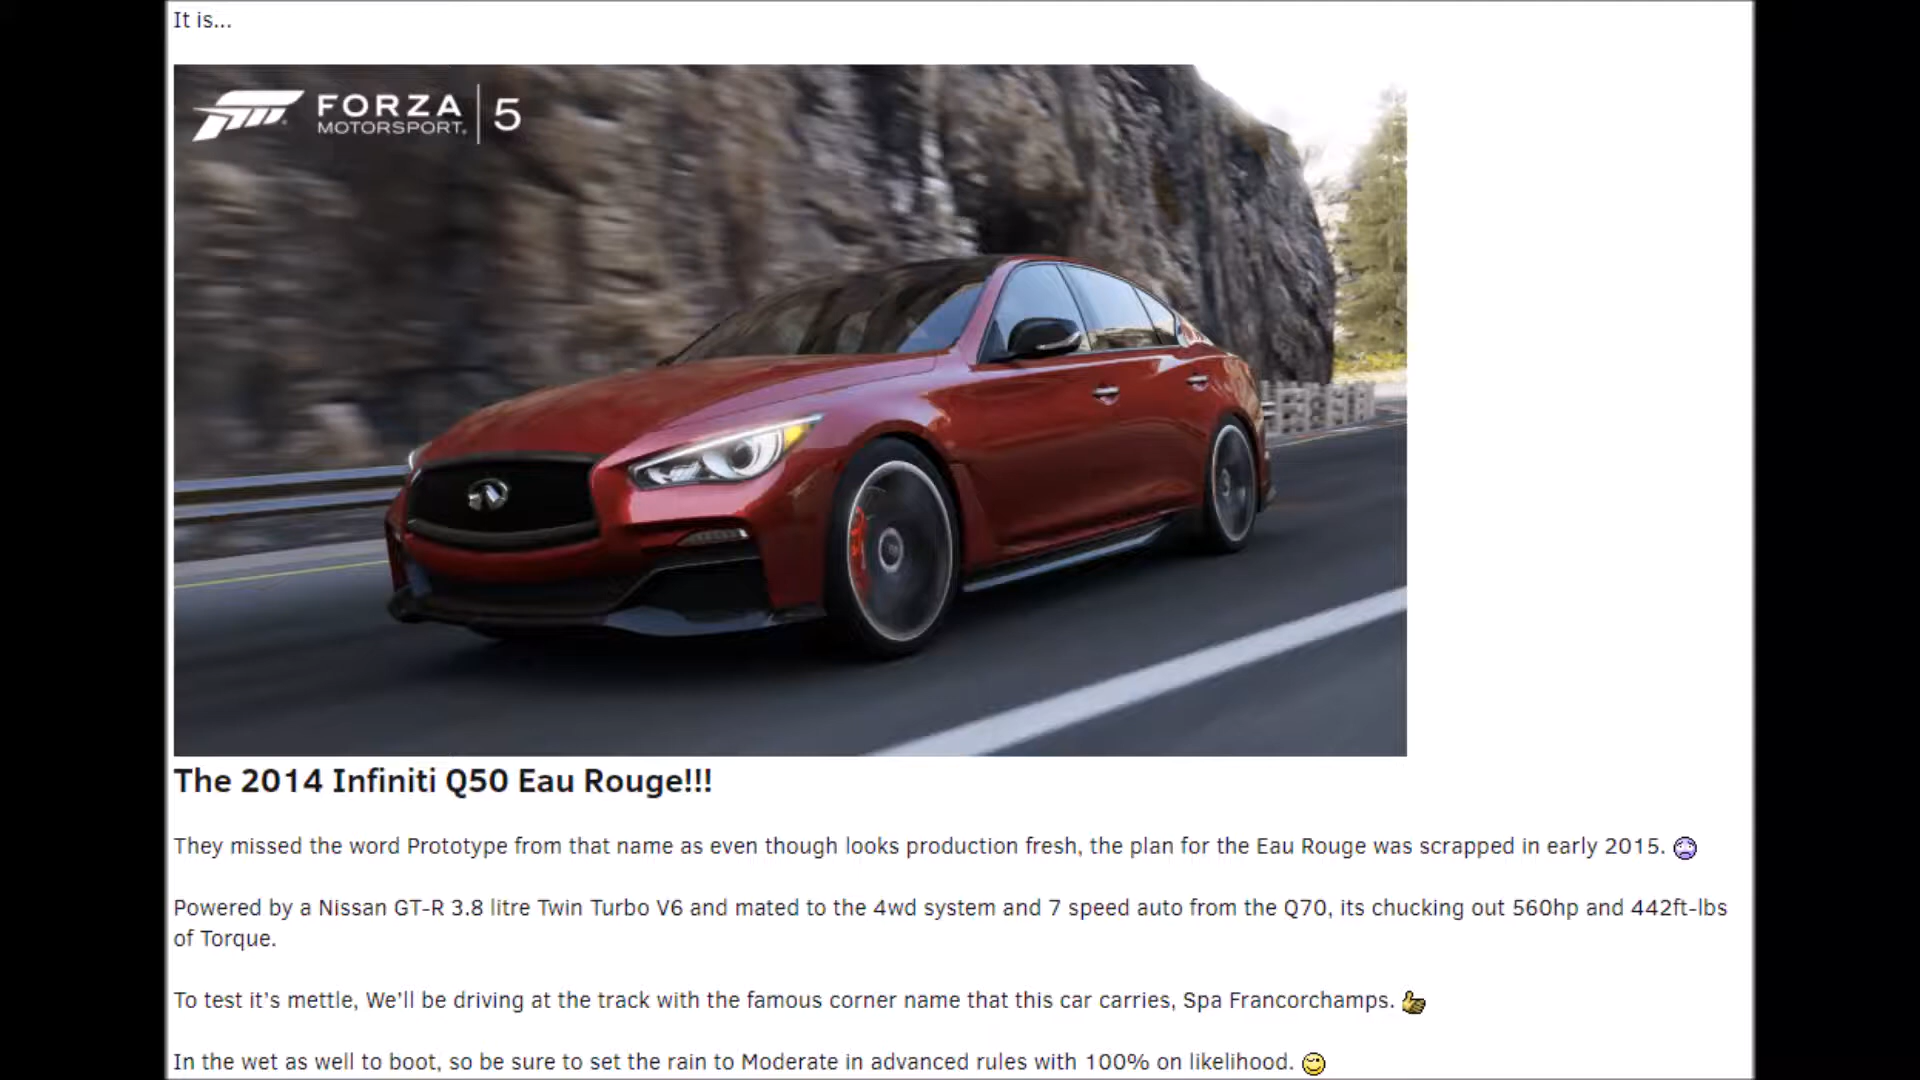 It is...
FORZA
MOTORSPORT. 5
The 2014 Infiniti Q50 Eau Rouge!!!
They missed the word Prototype from that name as even though looks production fresh, the plan for the Eau Rouge was scrapped in early 2015.
Powered by a Nissan GT-R 3.8 litre Twin Turbo V6 and mated to the 4wd system and 7 speed auto from the Q70, its chucking out 560hp and 442ft-lbs
of Torque.
To test it's mettle, We'll be driving at the track with the famous corner name that this car carries, Spa Francorchamps.
In the wet as well to boot, so be sure to set the rain to Moderate in advanced rules with 100% on likelihood.